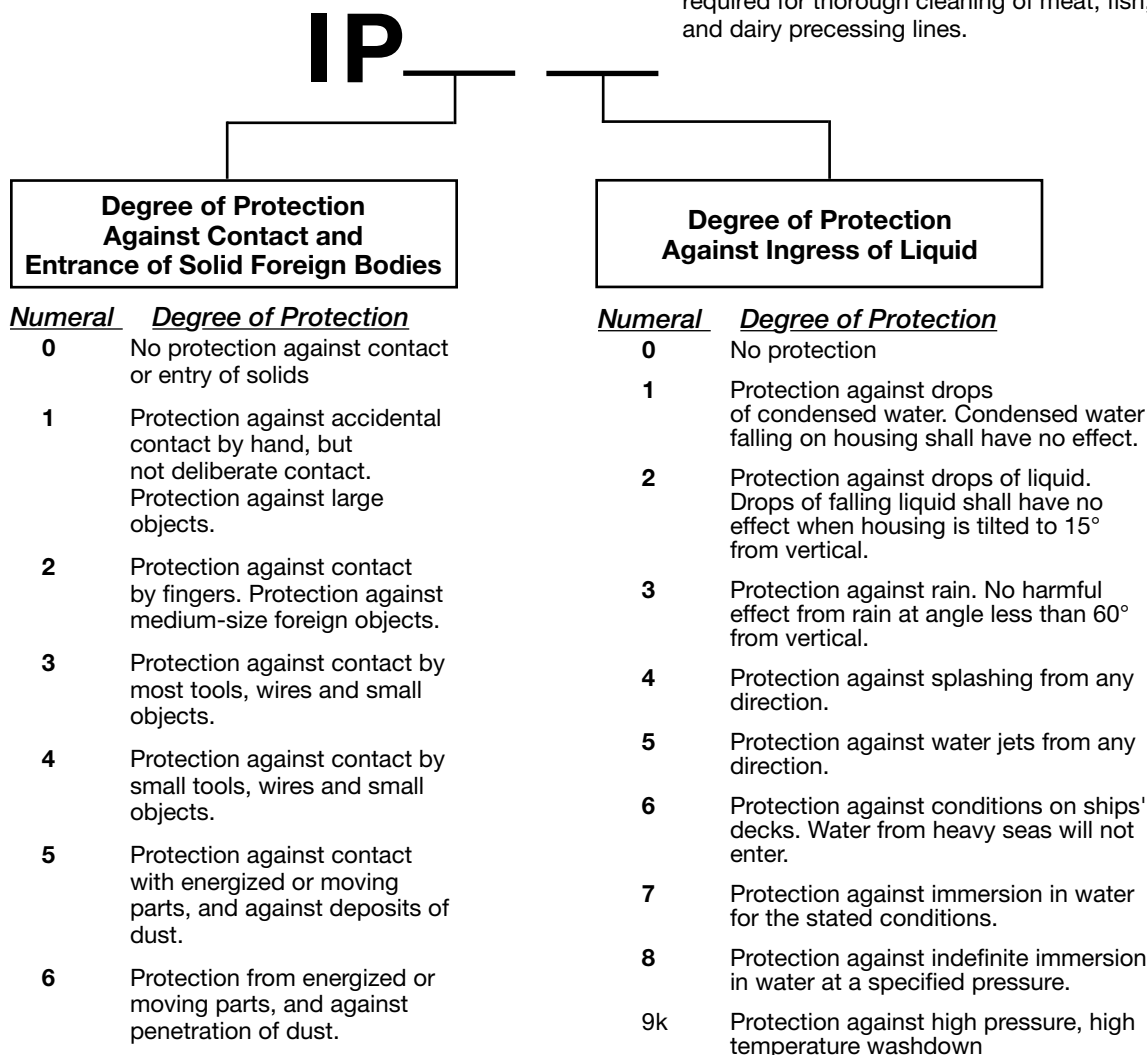 required for thorough cleaning of meat, fish,
and dairy precessing lines.
IP
Degree of Protection
Against Contact and
Entrance of Solid Foreign Bodies
Numeral Degree of Protection
0 No protection against contact
or entry of solids
1 Protection against accidental
contact by hand, but
not deliberate contact.
Protection against large
objects.
2 Protection against contact
by fingers. Protection against
medium-size foreign objects.
3 Protection against contact by
most tools, wires and small
objects.
4 Protection against contact by
small tools, wires and small
objects.
5 Protection against contact
with energized or moving
parts, and against deposits of
dust.
6 Protection from energized or
moving parts, and against
penetration of dust.
Degree of Protection
Against Ingress of Liquid
Numeral Degree of Protection
0 No protection
1 Protection against drops
of condensed water. Condensed water
falling on housing shall have no effect.
2 Protection against drops of liquid.
Drops of falling liquid shall have no
effect when housing is tilted to 15°
from vertical.
3 Protection against rain. No harmful
effect from rain at angle less than 60°
from vertical.
4 Protection against splashing from any
direction.
5 Protection against water jets from any
direction.
6 Protection against conditions on ships'
decks. Water from heavy seas will not
enter.
7 Protection against immersion in water
for the stated conditions.
8 Protection against indefinite immersion
in water at a specified pressure.
9k Protection against high pressure, high
temperature washdown